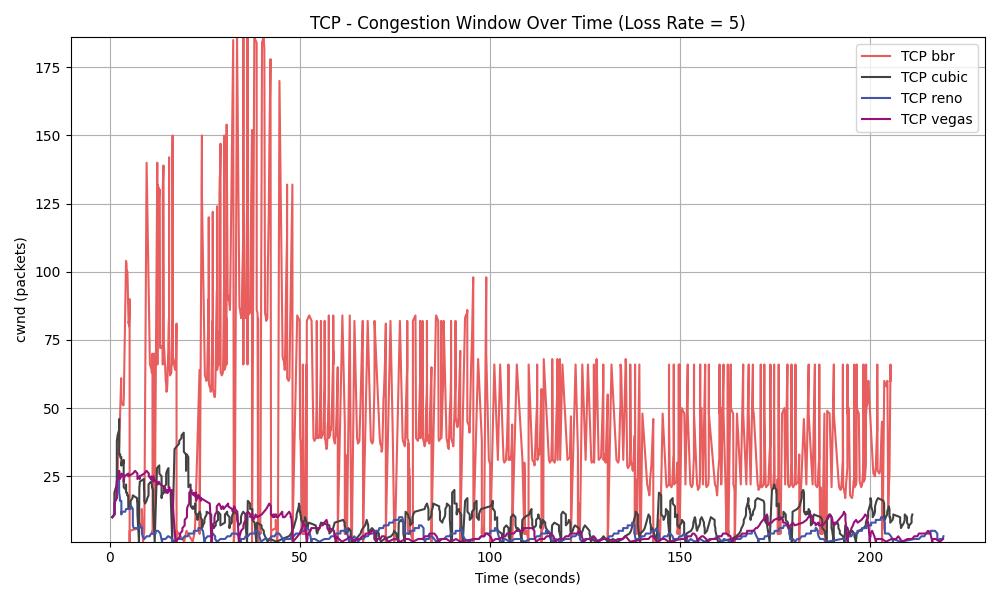 TCP - Congestion Window Over Time (Loss Rate = 5)
TCP bbr
TCP cubic
TCP reno
TCP vegas
cwnd (packets)
175
150
125
100
75
50
25
0 50 100 150 200
Time (seconds)